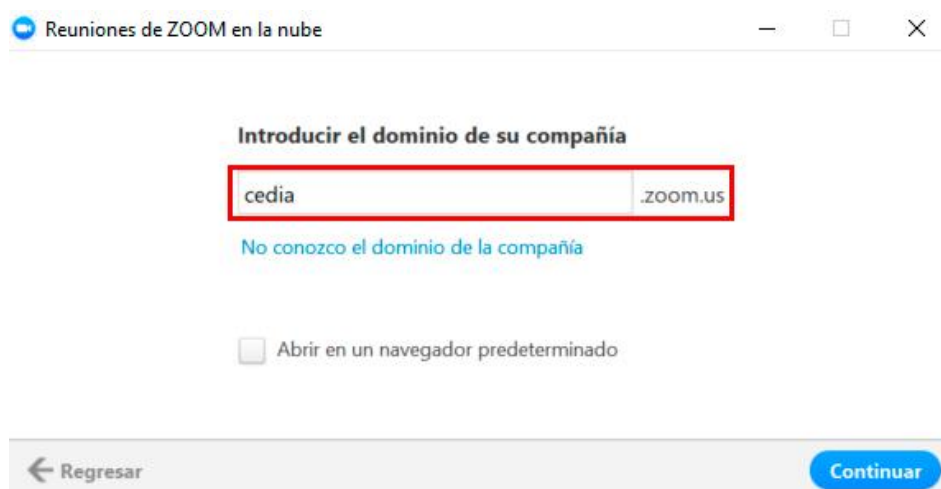 Reuniones de ZOOM en la nube
Introducir el dominio de su compañía
cedia .zoom.us
No conozco el dominio de la compañía
Abrir en un navegador predeterminado
Regresar Continuar